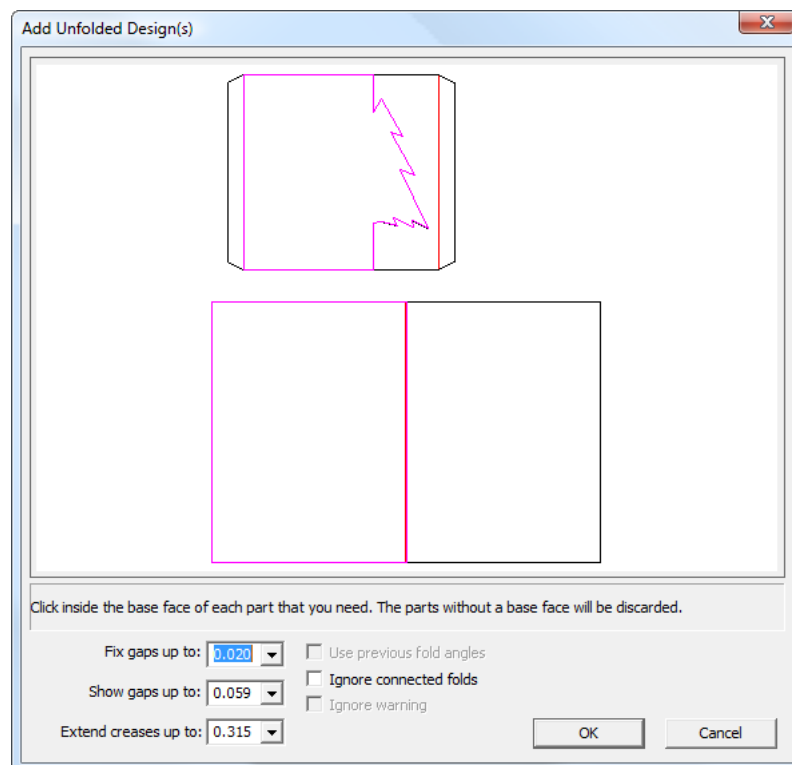 Add Unfolded Design(s)
Click inside the base face of each part that you need. The parts without a base face will be discarded.
Fix gaps up to: 0.020
Use previous fold angles
Show gaps up to: 0.059
Ignore connected folds
Ignore warning
Extend creases up to: 0.315
OK
Cancel